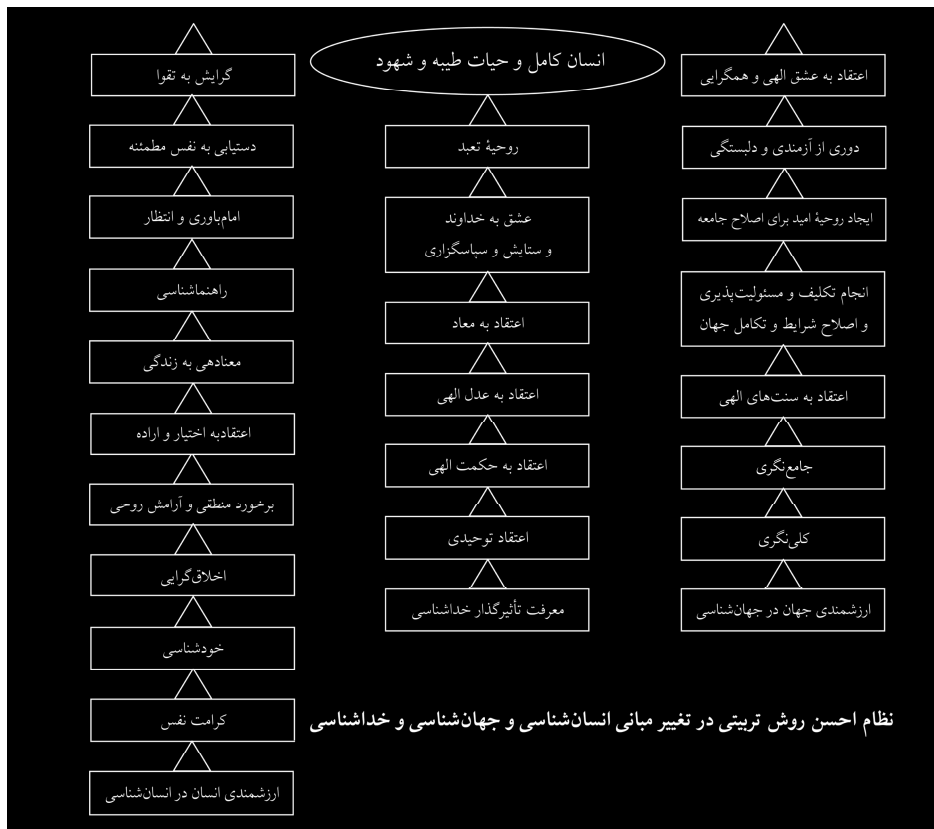 اعتقاد به عشق الهی و همگرایی
دوری از آزمندی و دلبستگی
ایجاد روحیهٔ امید برای اصلاح جامعه
انجام تکلیف و مسئولیت‌پذیری
و اصلاح شرایط و تکامل جهان
اعتقاد به سنت‌های الهی
جامع‌نگری
کلی‌نگری
ارزشمندی جهان در جهان‌شناسی
انسان کامل و حیات طیبه و شهود
روحیهٔ تعبد
عشق به خداوند
و ستایش و سپاسگزاری
اعتقاد به معاد
اعتقاد به عدل الهی
اعتقاد به حکمت الهی
اعتقاد توحیدی
معرفت تأثیرگذار خداشناسی
گرایش به تقوا
دستیابی به نفس مطمئنه
امام‌باوری و انتظار
راهنماشناسی
معنادهی به زندگی
اعتقادبه اختیار و اراده
برخورد منطقی و آرامش روحی
اخلاق‌گرایی
خودشناسی
کرامت نفس
ارزشمندی انسان در انسان‌شناسی
نظام احسن روش تربیتی در تغییر مبانی انسان‌شناسی و جهان‌شناسی و خداشناسی